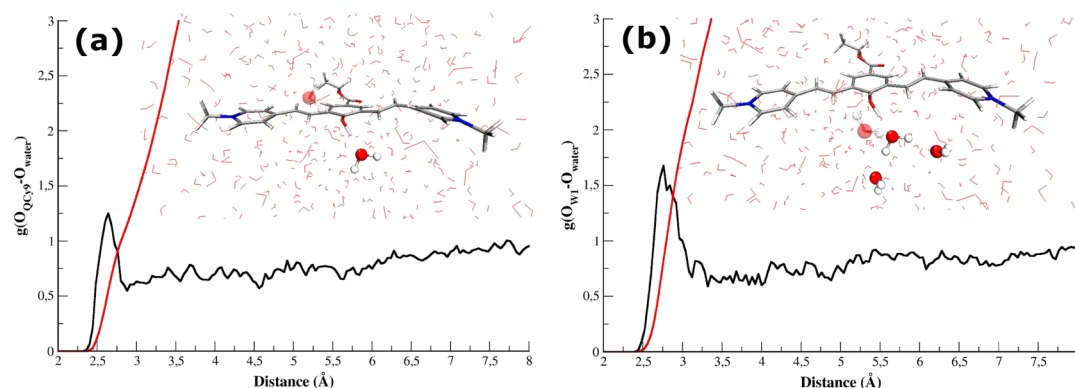 (a)
g(O_QCy9-O_water)
3
2,5
2
1,5
1
0,5
0
2 2,5 3 3,5 4 4,5 5 5,5 6 6,5 7 7,5 8
Distance (Å)
(b)
g(O_W1-O_water)
3
2,5
2
1,5
1
0,5
0
2 2,5 3 3,5 4 4,5 5 5,5 6 6,5 7 7,5
Distance (Å)